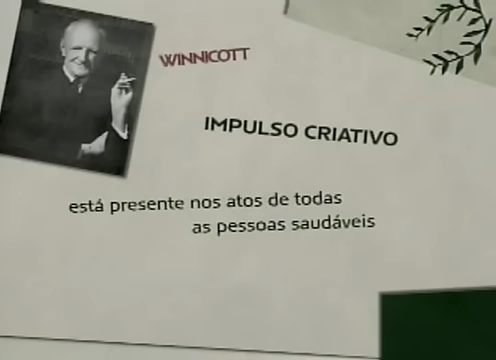 WINNICOTT
IMPULSO CRIATIVO
está presente nos atos de todas
as pessoas saudáveis